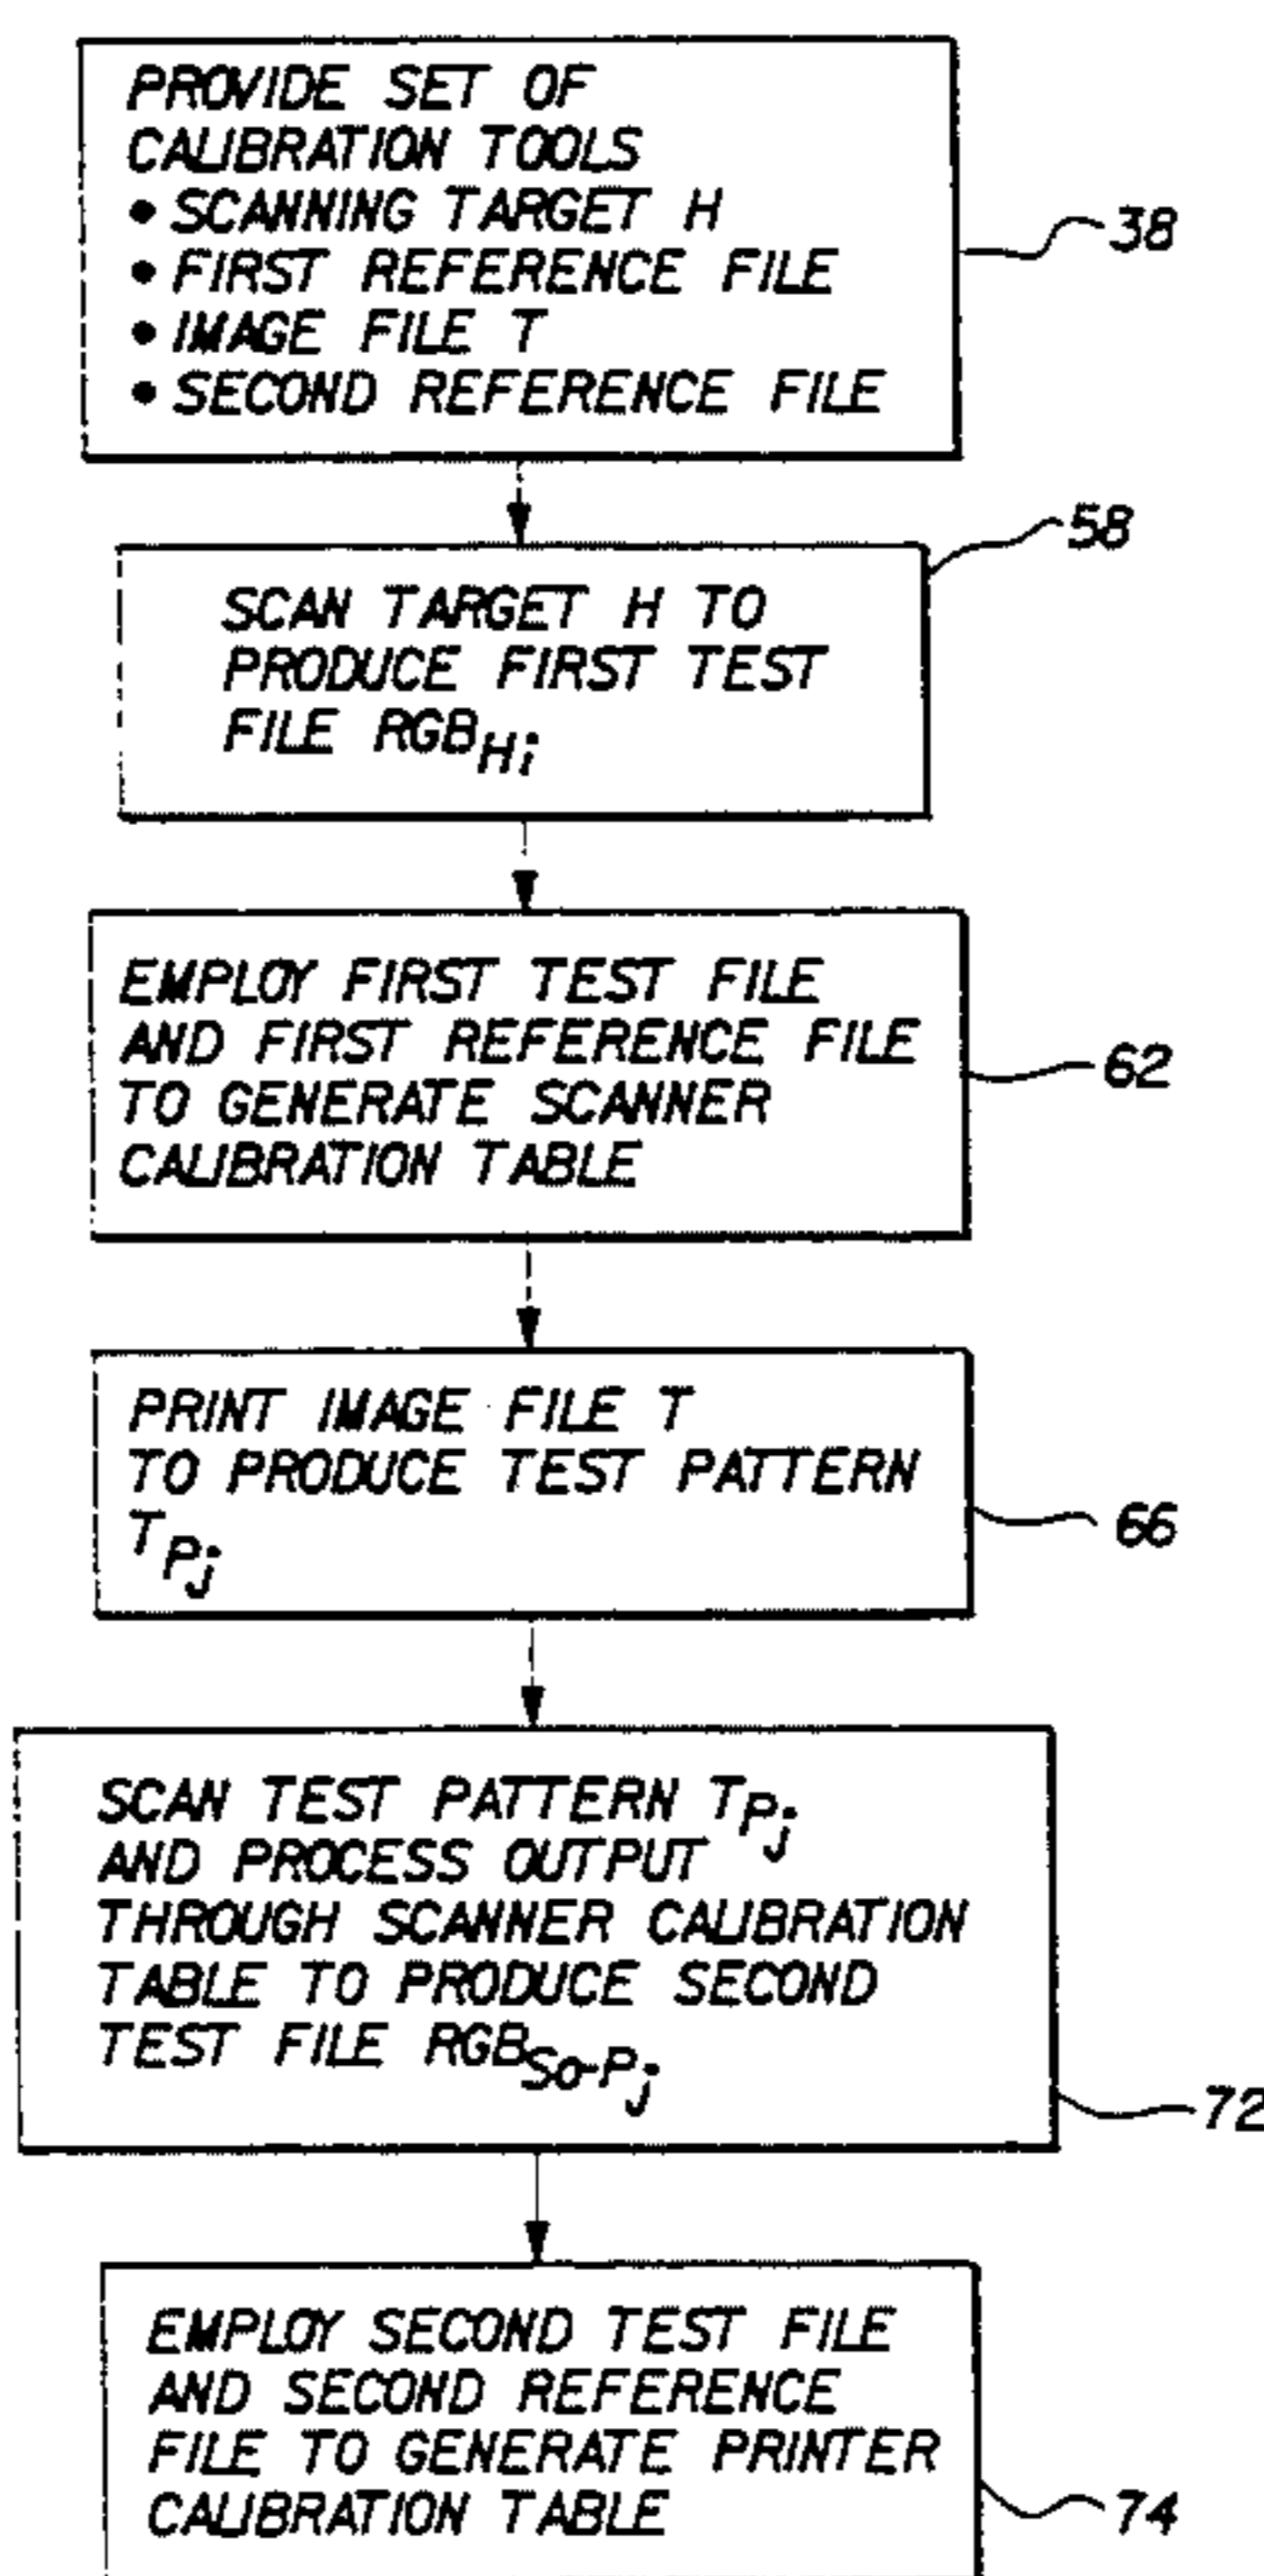 PROVIDE SET OF
CALIBRATION TOOLS
• SCANNING TARGET H
• FIRST REFERENCE FILE
• IMAGE FILE T
• SECOND REFERENCE FILE
38
58
SCAN TARGET H TO
PRODUCE FIRST TEST
FILE RGB_Hi
EMPLOY FIRST TEST FILE
AND FIRST REFERENCE FILE
TO GENERATE SCANNER
CALIBRATION TABLE
62
PRINT IMAGE FILE T
TO PRODUCE TEST PATTERN
T_Pj
66
SCAN TEST PATTERN T_Pj
AND PROCESS OUTPUT
THROUGH SCANNER CALIBRATION
TABLE TO PRODUCE SECOND
TEST FILE RGB_So-Pj
72
EMPLOY SECOND TEST FILE
AND SECOND REFERENCE
FILE TO GENERATE PRINTER
CALIBRATION TABLE
74